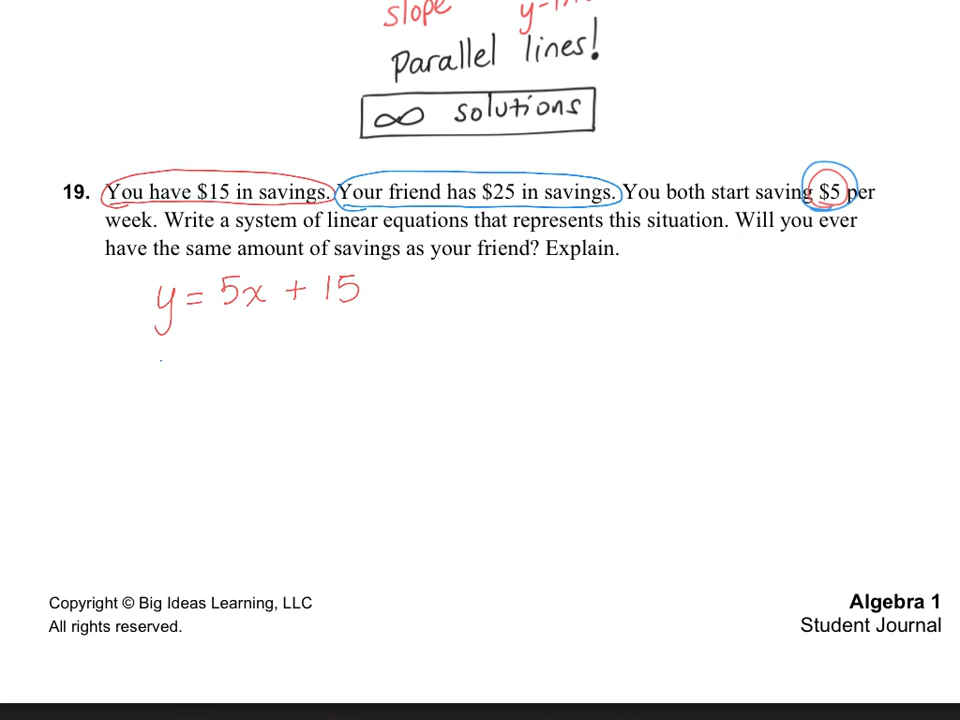 slope
Parallel lines!
∞ solutions
19. You have $15 in savings. Your friend has $25 in savings. You both start saving $5 per
week. Write a system of linear equations that represents this situation. Will you ever
have the same amount of savings as your friend? Explain.
y = 5x + 15
Copyright © Big Ideas Learning, LLC
All rights reserved.
Algebra 1
Student Journal